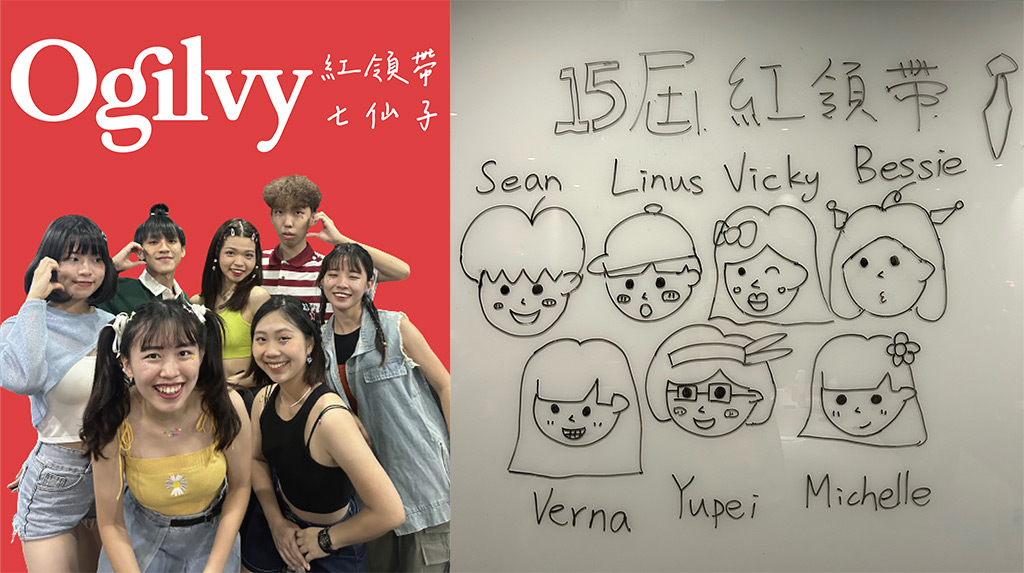 Ogilvy 紅領帶
七仙子
15屆紅領帶
Sean Linus Vicky Bessie
Verna Yupei Michelle